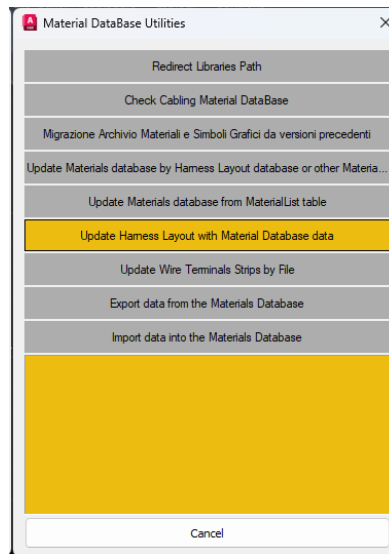 Material DataBase Utilities
Redirect Libraries Path
Check Cabling Material DataBase
Migrazione Archivio Materiali e Simboli Grafici da versioni precedenti
Update Materials database by Harness Layout database or other Materia...
Update Materials database from MaterialList table
Update Harness Layout with Material Database data
Update Wire Terminals Strips by File
Export data from the Materials Database
Import data into the Materials Database
Cancel